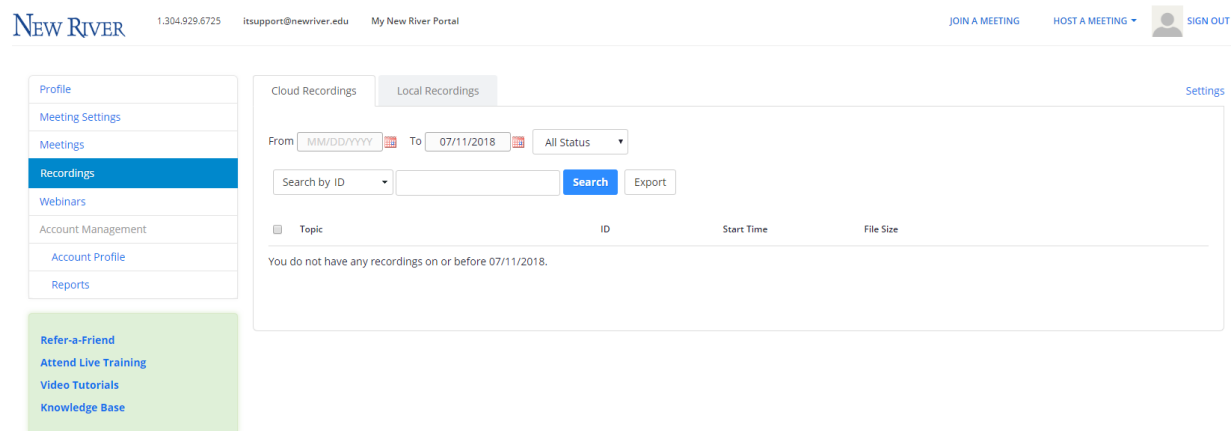 NEW RIVER 1.304.929.6725 itsupport@newriver.edu My New River Portal JOIN A MEETING HOST A MEETING SIGN OUT
Profile
Meeting Settings
Meetings
Recordings
Webinars
Account Management
Account Profile
Reports
Refer-a-Friend
Attend Live Training
Video Tutorials
Knowledge Base
Cloud Recordings Local Recordings Settings
From MM/DD/YYYY To 07/11/2018 All Status
Search by ID Search Export
Topic ID Start Time File Size
You do not have any recordings on or before 07/11/2018.